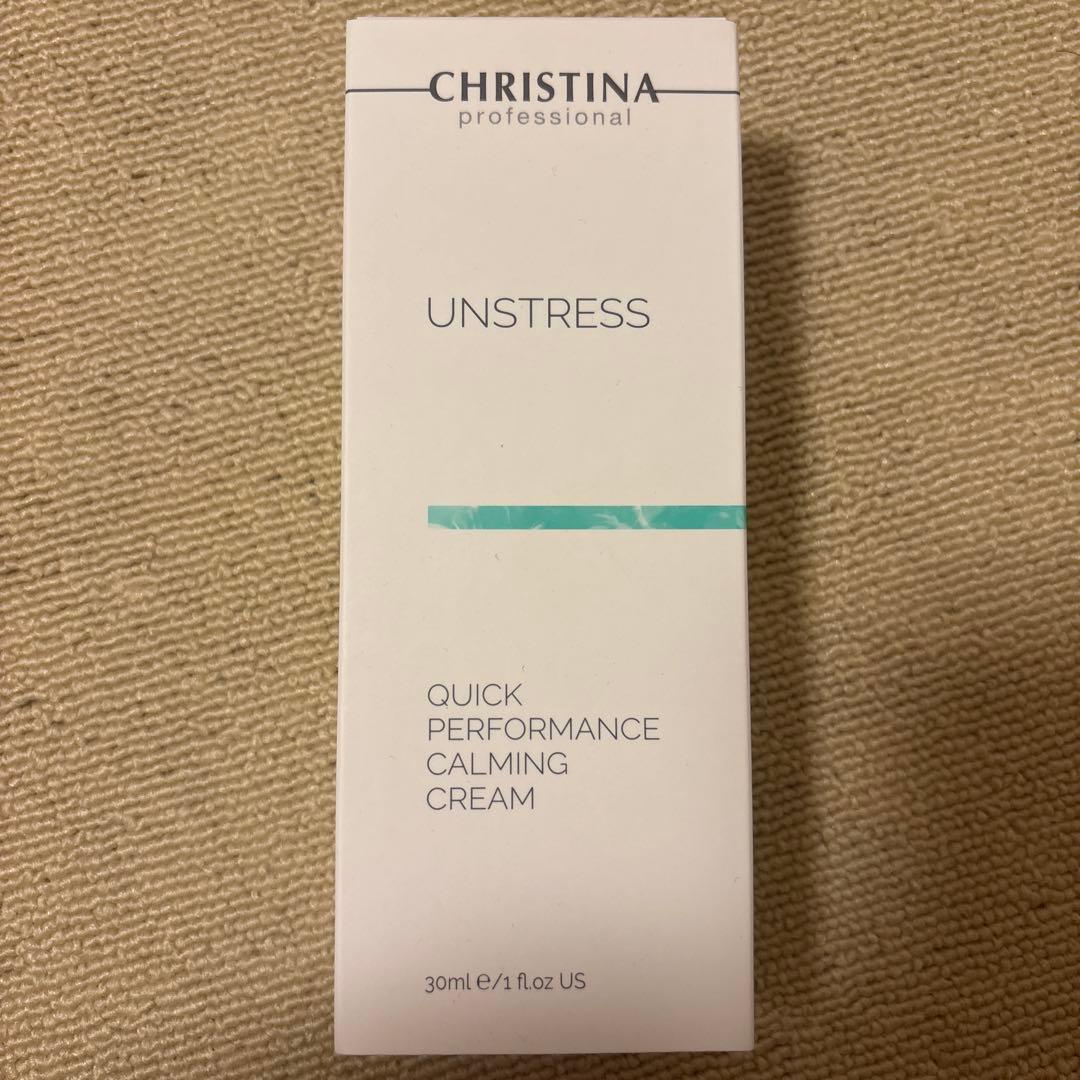 CHRISTINA
professional
UNSTRESS
QUICK
PERFORMANCE
CALMING
CREAM
30ml e/1 fl.oz US